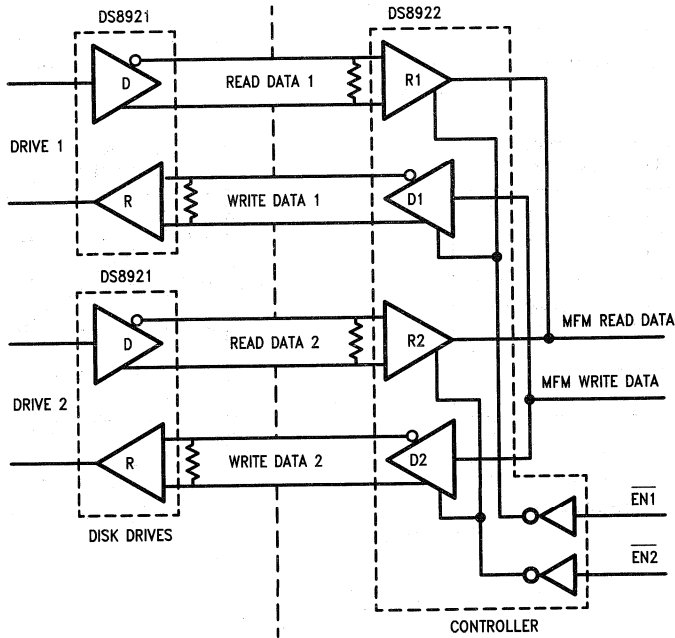 DS8921
DS8922
D
READ DATA 1
R1
DRIVE 1
R
WRITE DATA 1
D1
DS8921
D
READ DATA 2
R2
MFM READ DATA
MFM WRITE DATA
DRIVE 2
R
WRITE DATA 2
D2
EN1
DISK DRIVES
EN2
CONTROLLER